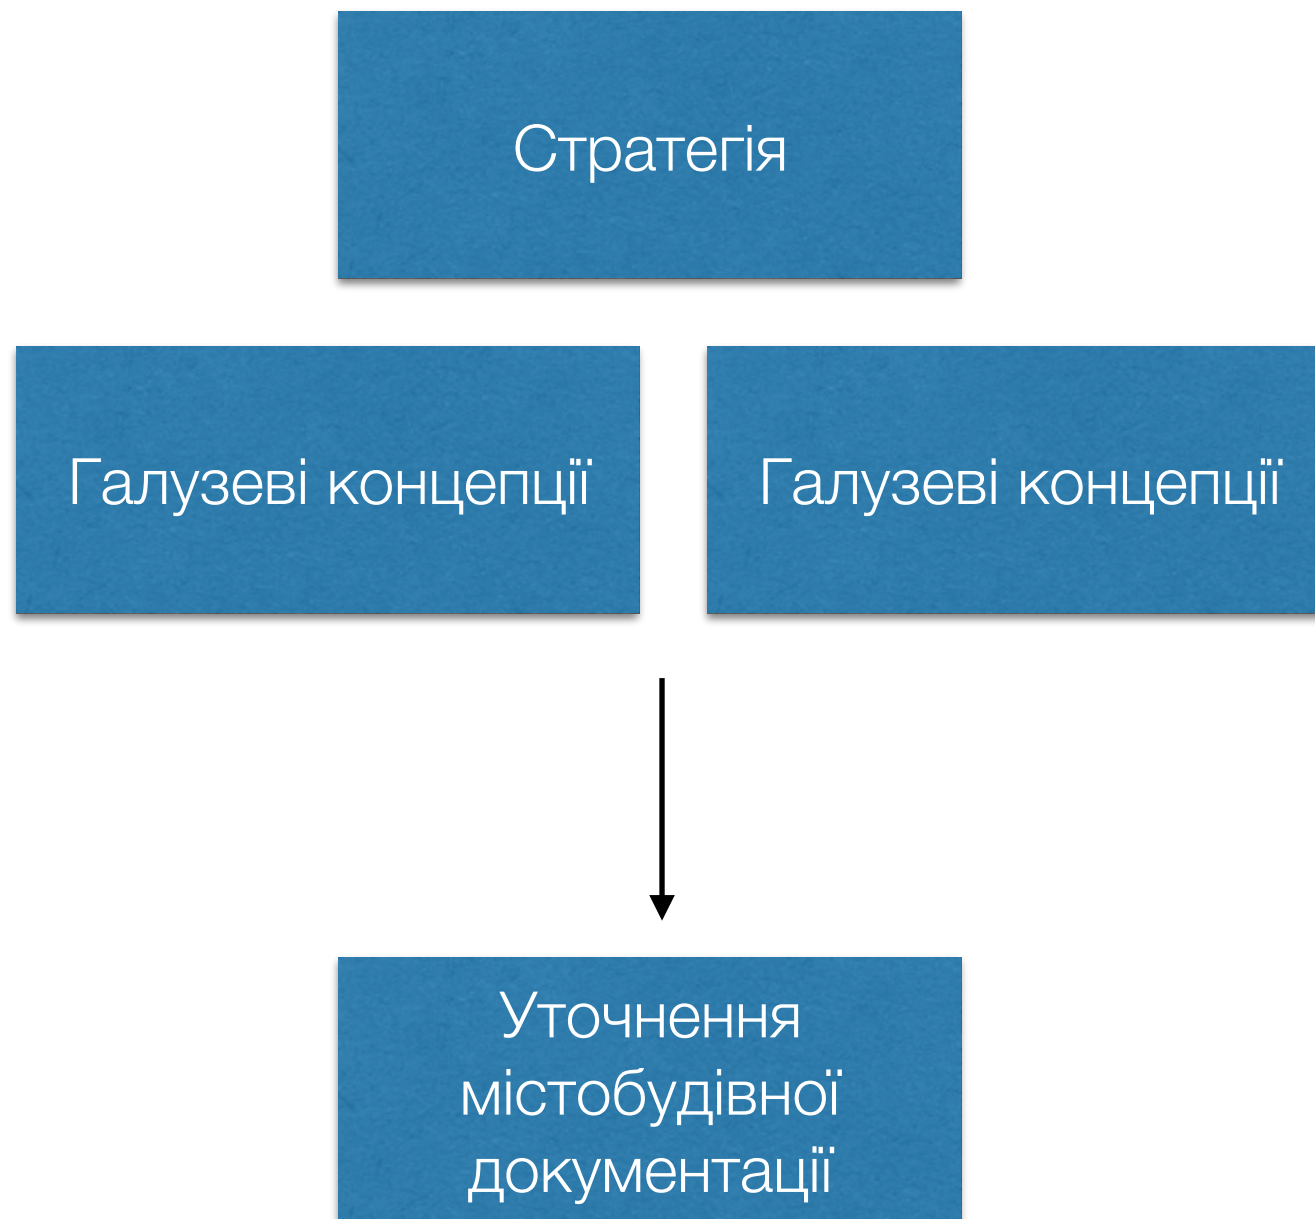 Стратегія
Галузеві концепції
Галузеві концепції
Уточнення
містобудівної
документації